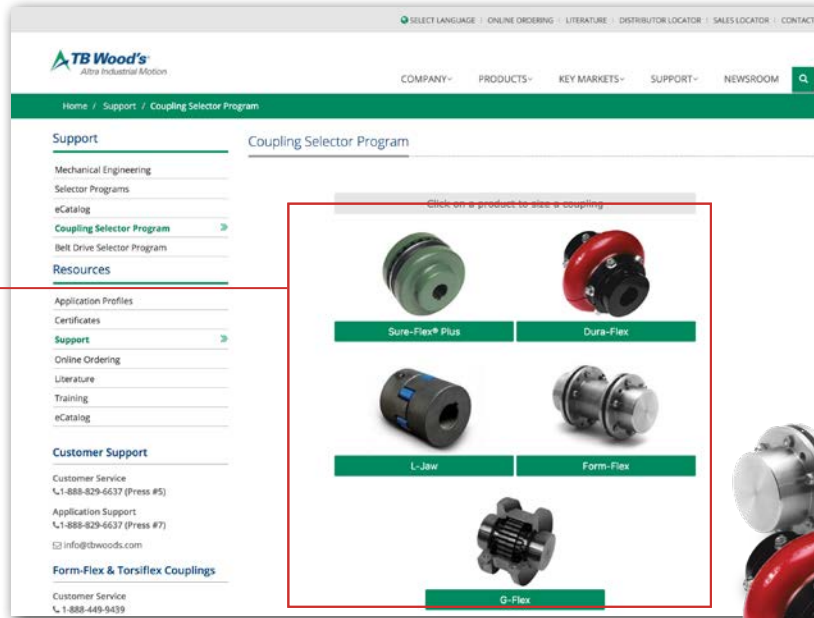 SELECT LANGUAGE | ONLINE ORDERING | LITERATURE | DISTRIBUTOR LOCATOR | SALES LOCATOR | CONTACT
TB Wood's
Altra Industrial Motion
COMPANY PRODUCTS KEY MARKETS SUPPORT NEWSROOM
Home / Support / Coupling Selector Program
Support
Mechanical Engineering
Selector Programs
eCatalog
Coupling Selector Program
Belt Drive Selector Program
Resources
Application Profiles
Certificates
Support
Online Ordering
Literature
Training
eCatalog
Customer Support
Customer Service
1-888-829-6637 (Press #5)
Application Support
1-888-829-6637 (Press #7)
info@tbwoods.com
Form-Flex & Torsiflex Couplings
Customer Service
1-888-449-9439
Coupling Selector Program
Click on a product to size a coupling
Sure-Flex® Plus
Dura-Flex
L-Jaw
Form-Flex
G-Flex